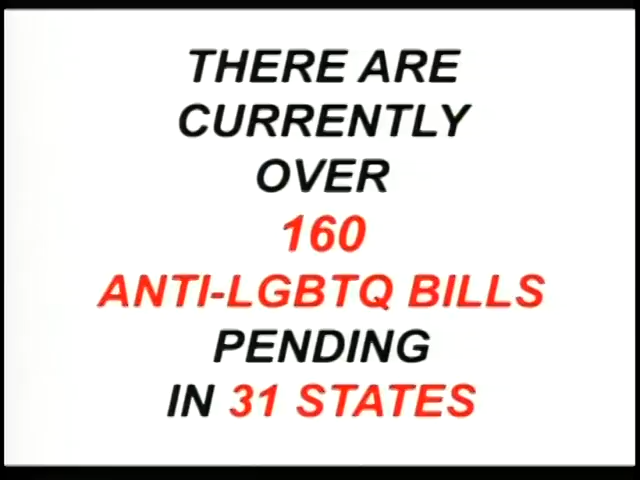 THERE ARE
CURRENTLY
OVER
160
ANTI-LGBTQ BILLS
PENDING
IN 31 STATES